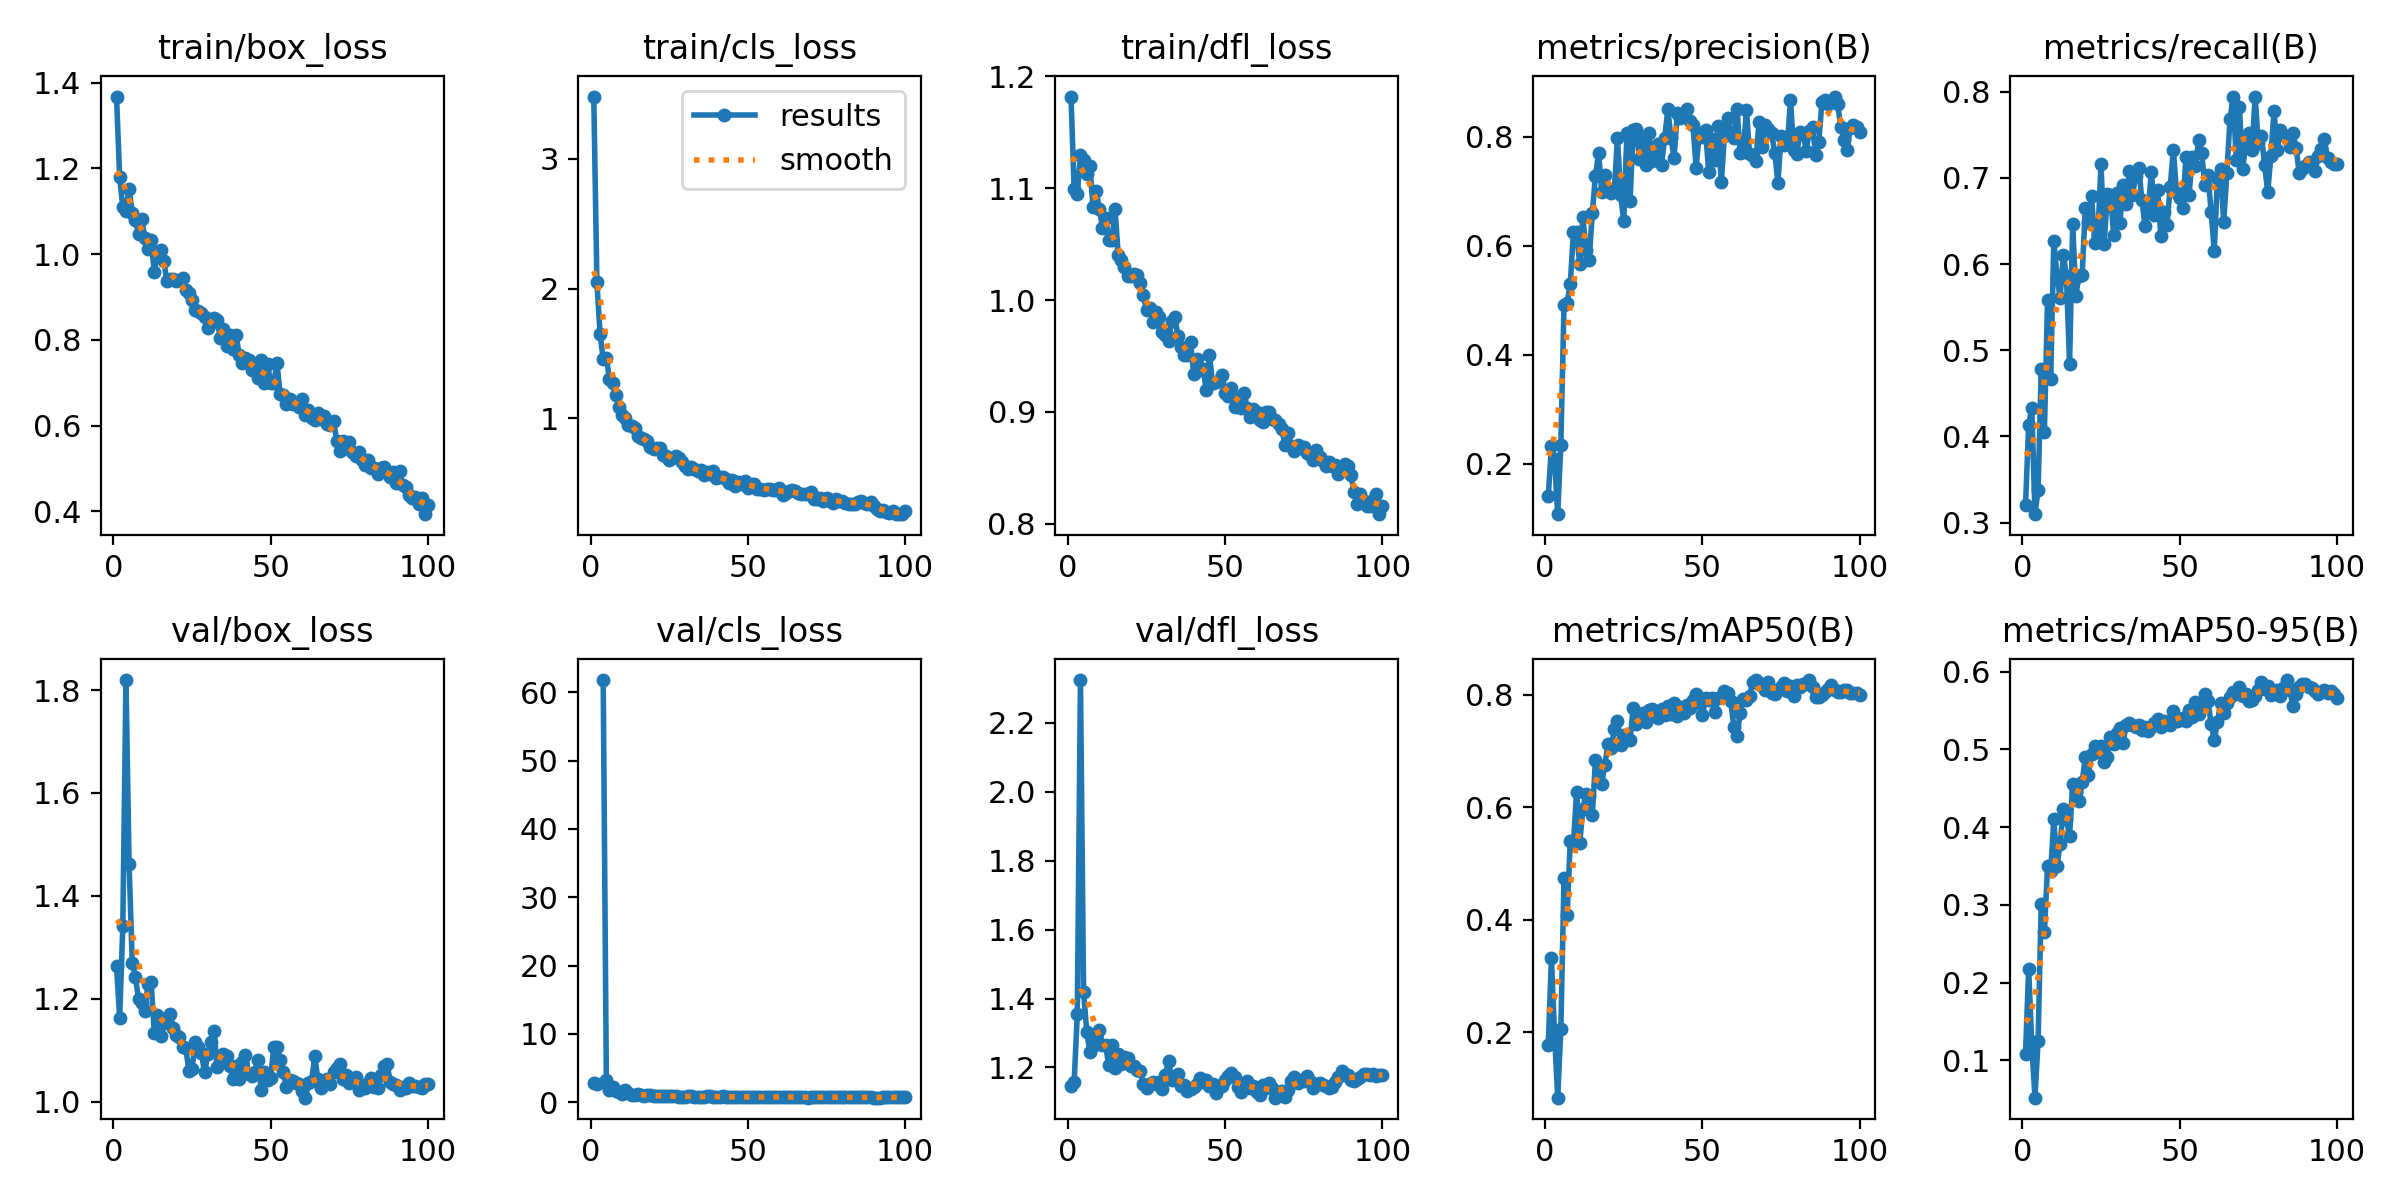 train/box_loss
1.4
1.2
1.0
0.8
0.6
0.4
0 50 100
train/cls_loss
results
smooth
3
2
1
0 50 100
train/dfl_loss
1.2
1.1
1.0
0.9
0.8
0 50 100
metrics/precision(B)
0.8
0.6
0.4
0.2
0 50 100
metrics/recall(B)
0.8
0.7
0.6
0.5
0.4
0.3
0 50 100
val/box_loss
1.8
1.6
1.4
1.2
1.0
0 50 100
val/cls_loss
60
50
40
30
20
10
0
0 50 100
val/dfl_loss
2.2
2.0
1.8
1.6
1.4
1.2
0 50 100
metrics/mAP50(B)
0.8
0.6
0.4
0.2
0 50 100
metrics/mAP50-95(B)
0.6
0.5
0.4
0.3
0.2
0.1
0 50 100